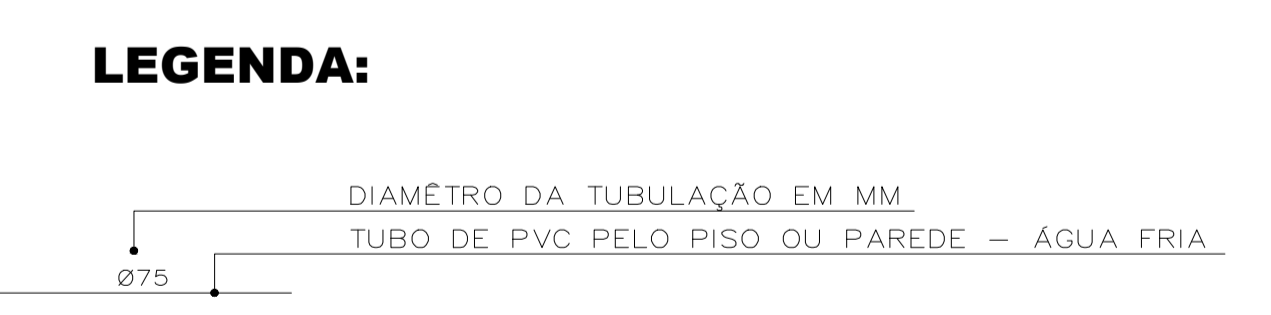 LEGENDA:
DIAMÊTRO DA TUBULAÇÃO EM MM
TUBO DE PVC PELO PISO OU PAREDE – ÁGUA FRIA
Ø75